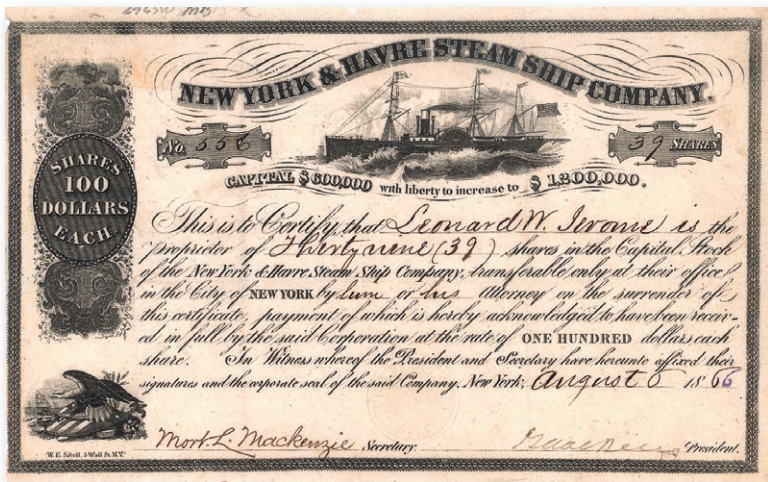 NEW YORK & HAVRE STEAM SHIP COMPANY.
No. 556
39 SHARES
CAPITAL $600,000 with liberty to increase to $1,200,000.
SHARES
100
DOLLARS
EACH
This is to Certify that Leonard W. Jerome is the
proprietor of Thirty nine (39) shares in the Capital Stock
of the New York & Havre Steam Ship Company, transferable only at their office
in the City of NEW YORK by him or his Attorney on the surrender of
this certificate, payment of which is hereby acknowledged to have been receiv-
ed in full by the said Corporation at the rate of ONE HUNDRED dollars each
share. In Witness whereof the President and Secretary have hereunto affixed their
signatures and the corporate seal of the said Company, New York, August 6 1866
Mort L. Mackenzie Secretary.
Isaac President.
W. E. Sibell, 5 Wall St. N.Y.